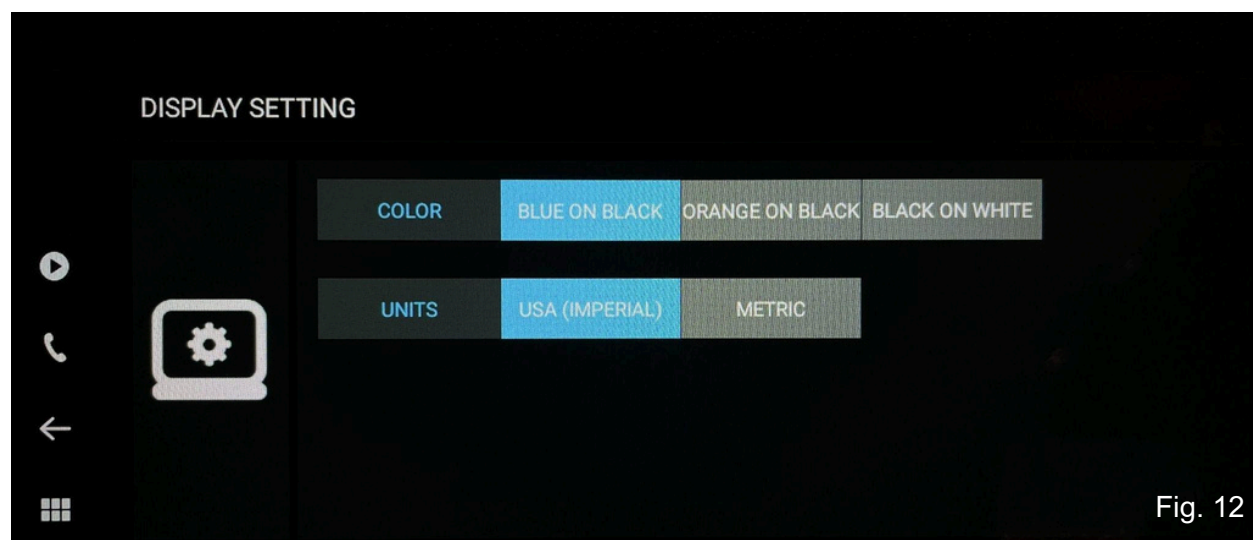 DISPLAY SETTING
COLOR BLUE ON BLACK ORANGE ON BLACK BLACK ON WHITE
UNITS USA (IMPERIAL) METRIC
Fig. 12